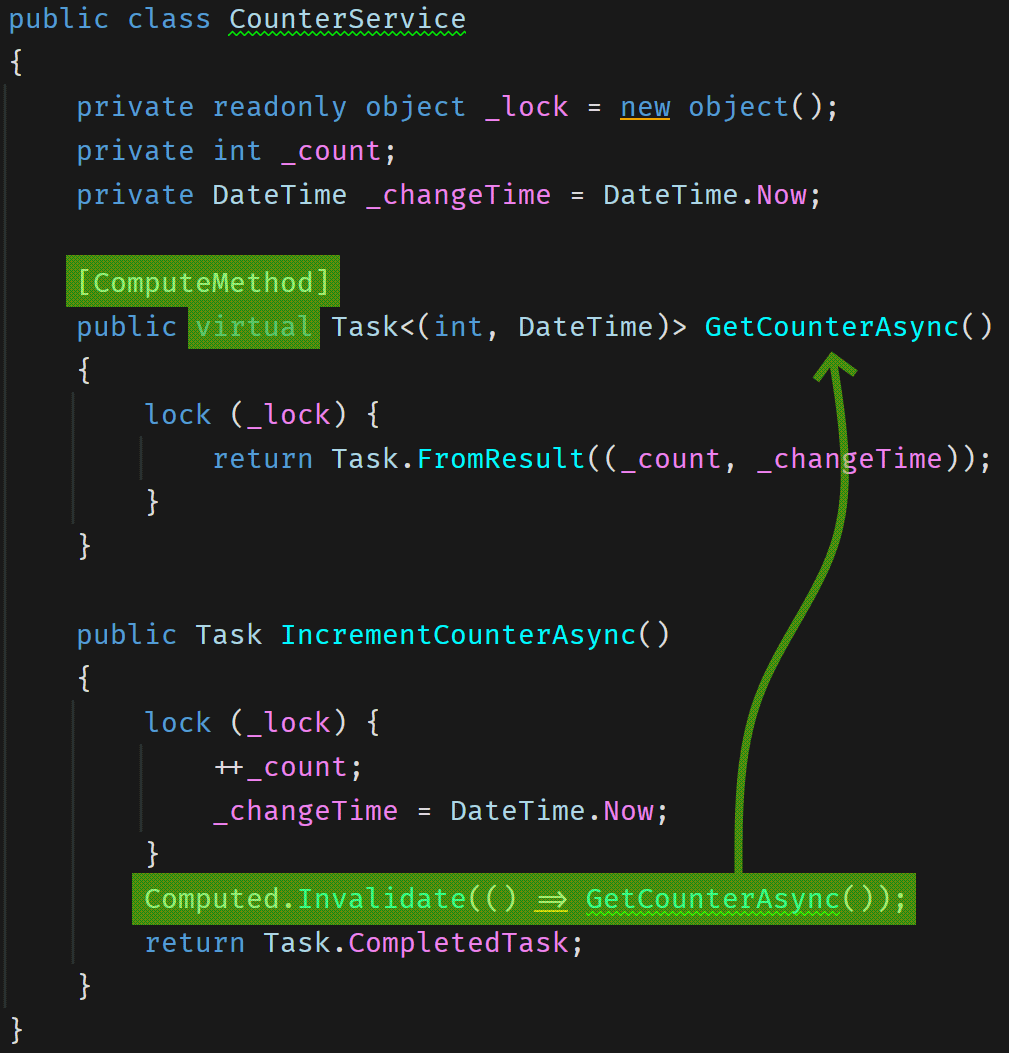 public class CounterService
{
    private readonly object _lock = new object();
    private int _count;
    private DateTime _changeTime = DateTime.Now;

    [ComputeMethod]
    public virtual Task<(int, DateTime)> GetCounterAsync()
    {
        lock (_lock) {
            return Task.FromResult((_count, _changeTime));
        }
    }

    public Task IncrementCounterAsync()
    {
        lock (_lock) {
            ++_count;
            _changeTime = DateTime.Now;
        }
        Computed.Invalidate(() => GetCounterAsync());
        return Task.CompletedTask;
    }
}